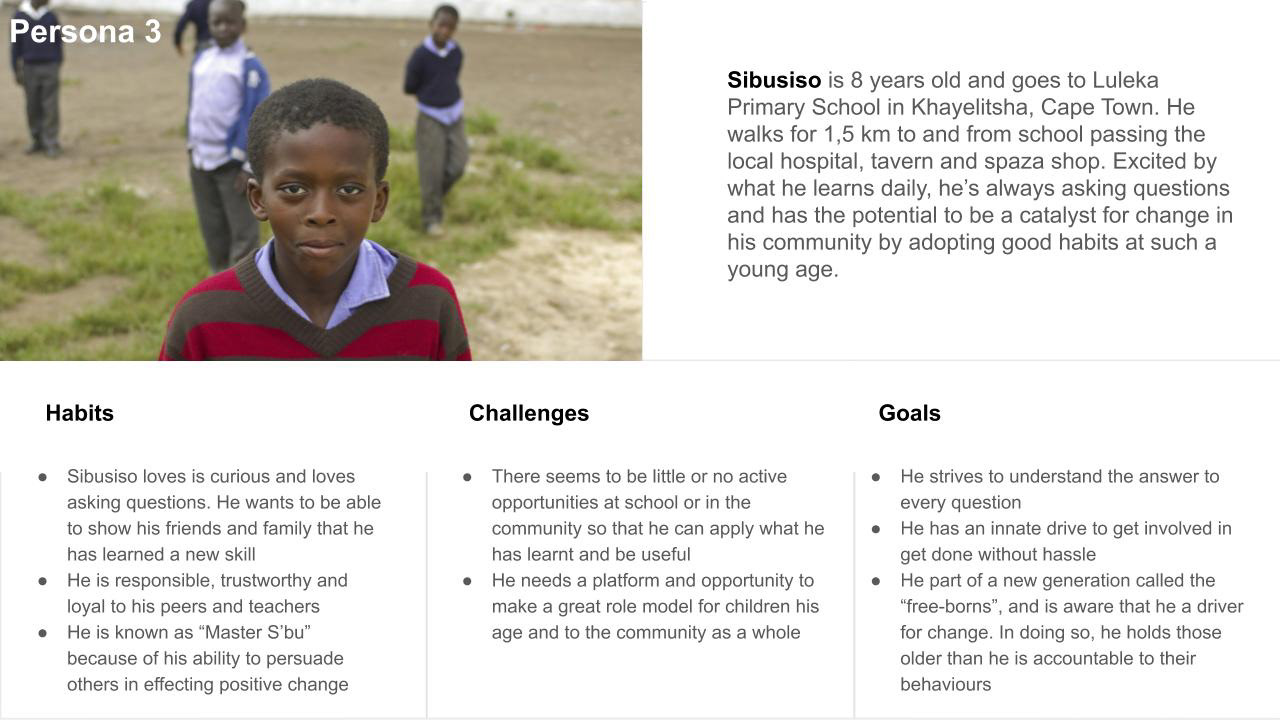 Persona 3
Sibusiso is 8 years old and goes to Luleka
Primary School in Khayelitsha, Cape Town. He
walks for 1,5 km to and from school passing the
local hospital, tavern and spaza shop. Excited by
what he learns daily, he’s always asking questions
and has the potential to be a catalyst for change in
his community by adopting good habits at such a
young age.
Habits
● Sibusiso loves is curious and loves
asking questions. He wants to be able
to show his friends and family that he
has learned a new skill
● He is responsible, trustworthy and
loyal to his peers and teachers
● He is known as “Master S’bu”
because of his ability to persuade
others in effecting positive change
Challenges
● There seems to be little or no active
opportunities at school or in the
community so that he can apply what he
has learnt and be useful
● He needs a platform and opportunity to
make a great role model for children his
age and to the community as a whole
Goals
● He strives to understand the answer to
every question
● He has an innate drive to get involved in
get done without hassle
● He part of a new generation called the
“free-borns”, and is aware that he a driver
for change. In doing so, he holds those
older than he is accountable to their
behaviours